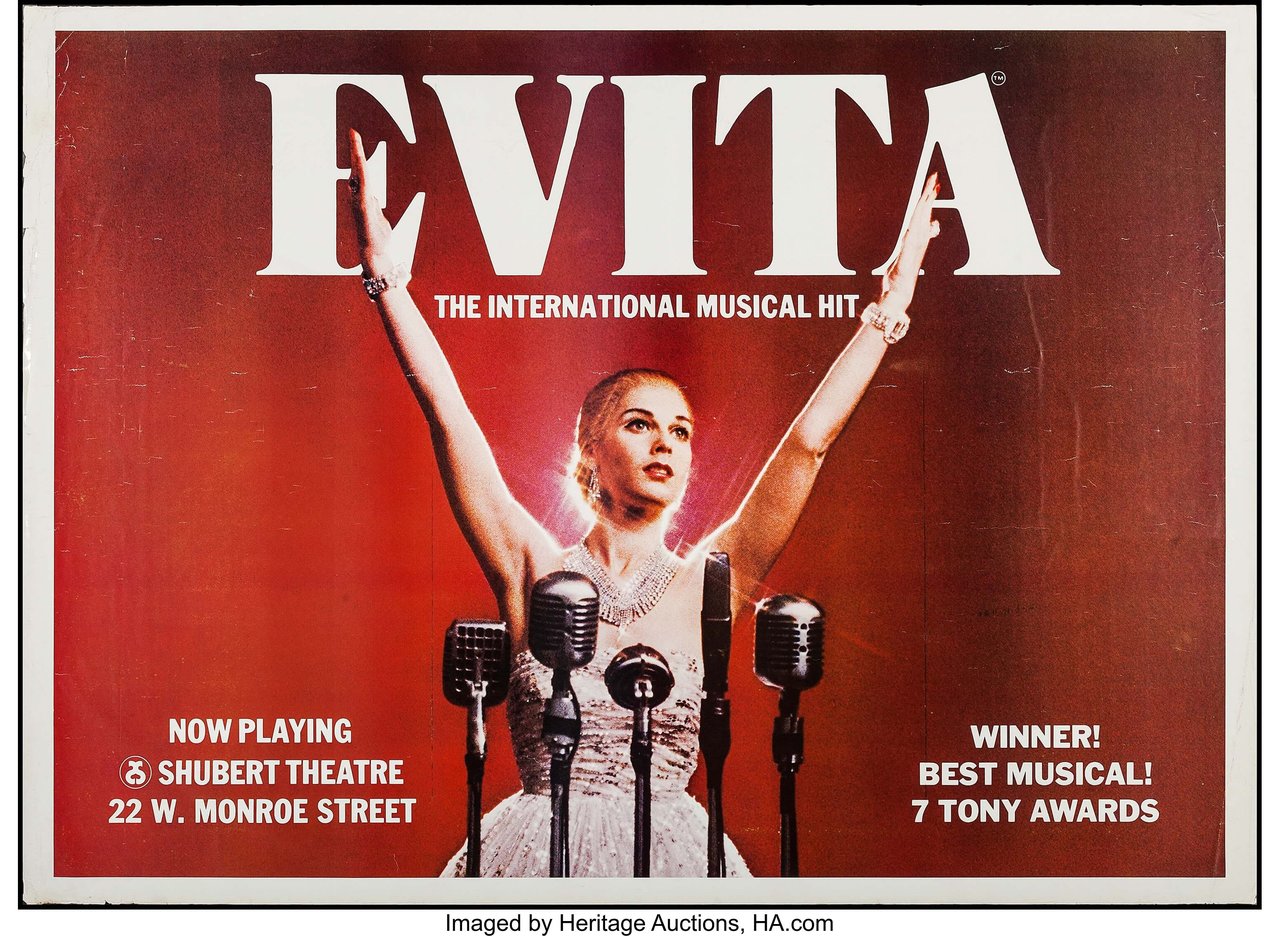 EVITA™
THE INTERNATIONAL MUSICAL HIT
NOW PLAYING
SHUBERT THEATRE
22 W. MONROE STREET
WINNER!
BEST MUSICAL!
7 TONY AWARDS
Imaged by Heritage Auctions, HA.com